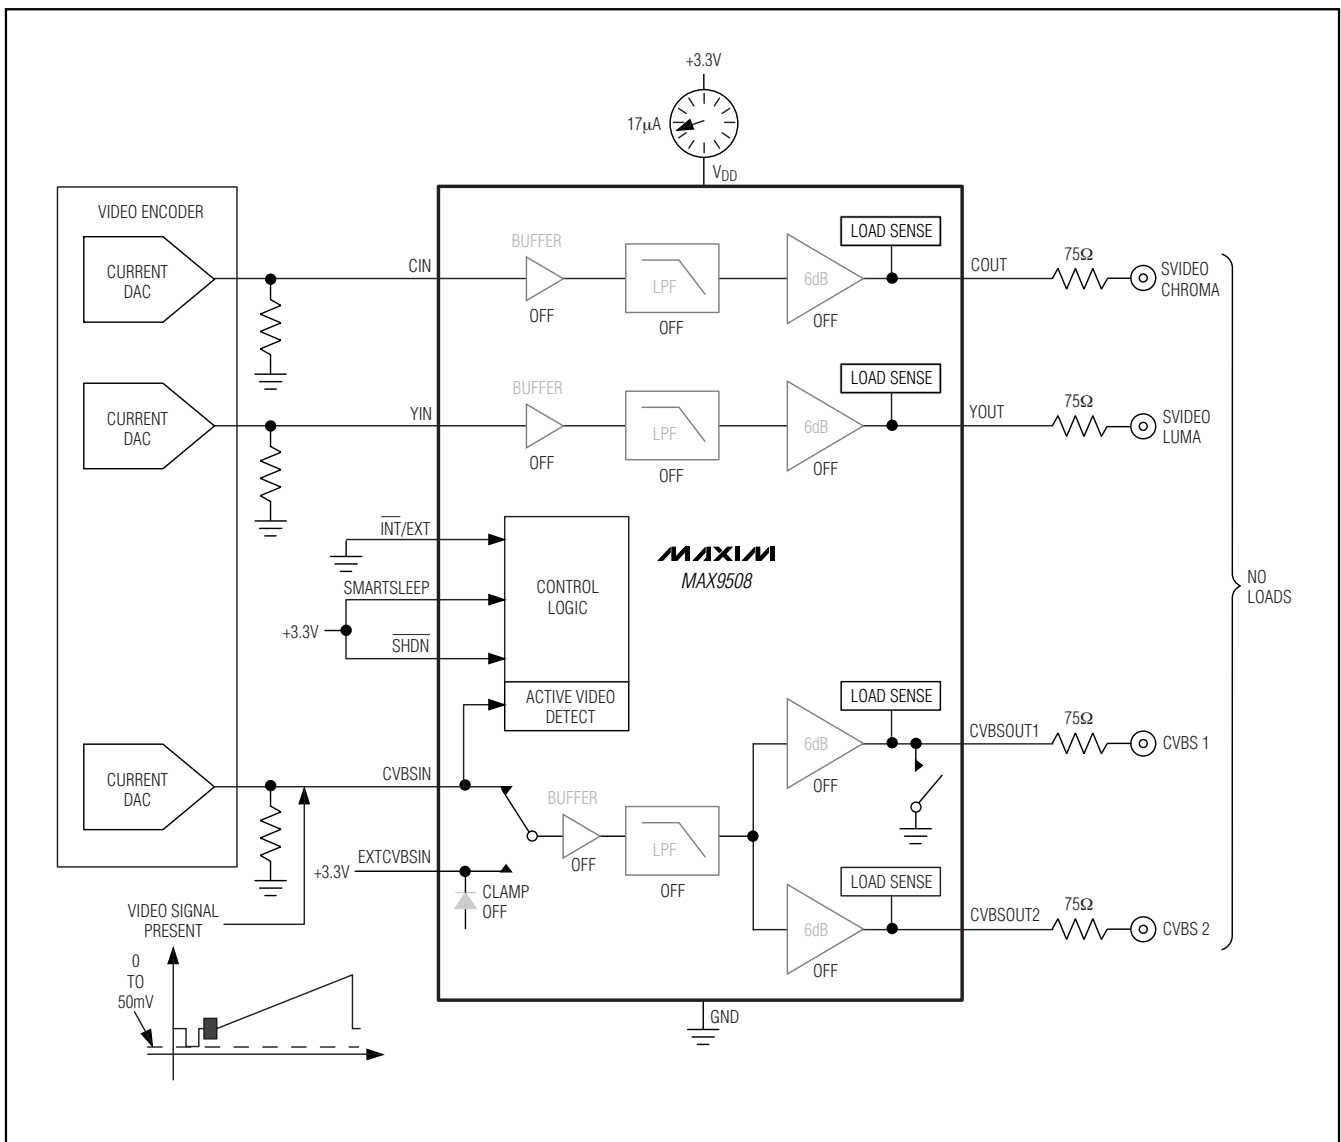 +3.3V
17μA
VDD
VIDEO ENCODER
CURRENT
DAC
CIN
BUFFER
OFF
LPF
OFF
6dB
OFF
LOAD SENSE
COUT
75Ω
SVIDEO
CHROMA
CURRENT
DAC
YIN
BUFFER
OFF
LPF
OFF
6dB
OFF
LOAD SENSE
YOUT
75Ω
SVIDEO
LUMA
INT/EXT
SMARTSLEEP
+3.3V
SHDN
CONTROL
LOGIC
ACTIVE VIDEO
DETECT
MAXIM
MAX9508
NO
LOADS
CURRENT
DAC
CVBSIN
EXTCVBSIN
+3.3V
CLAMP
OFF
BUFFER
OFF
LPF
OFF
6dB
OFF
LOAD SENSE
CVBSOUT1
75Ω
CVBS 1
6dB
OFF
LOAD SENSE
CVBSOUT2
75Ω
CVBS 2
VIDEO SIGNAL
PRESENT
0
TO
50mV
GND